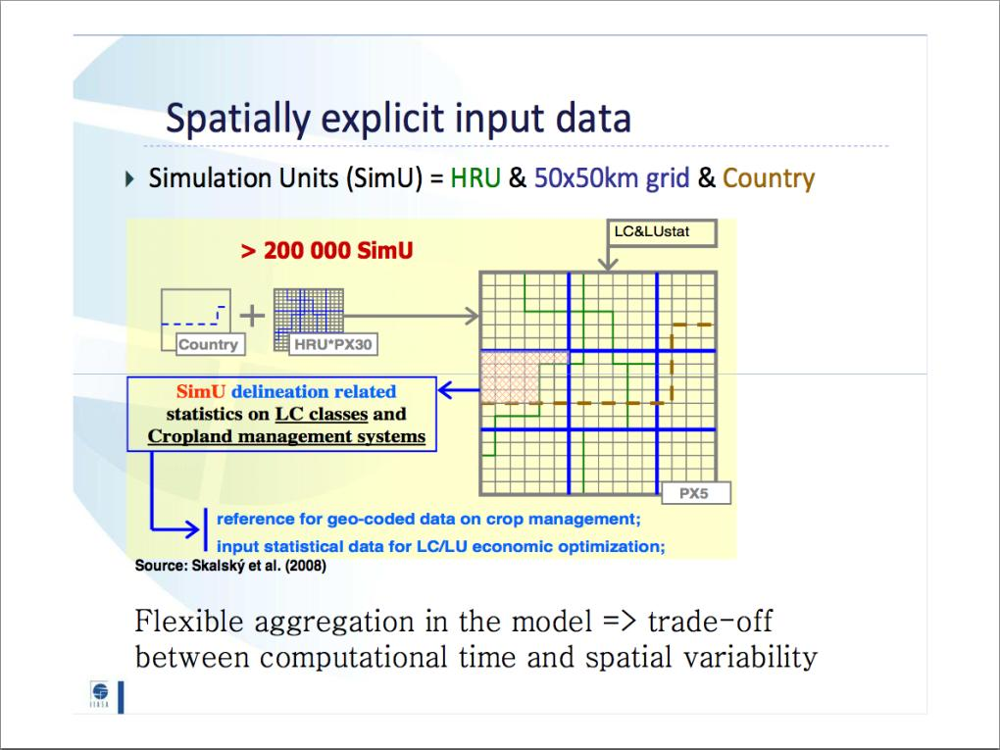 Spatially explicit input data
Simulation Units (SimU) = HRU & 50x50km grid & Country
LC&LUstat
> 200 000 SimU
Country
HRU*PX30
SimU delineation related
statistics on LC classes and
Cropland management systems
PX5
reference for geo-coded data on crop management;
input statistical data for LC/LU economic optimization;
Source: Skalský et al. (2008)
Flexible aggregation in the model => trade-off
between computational time and spatial variability
IIASA